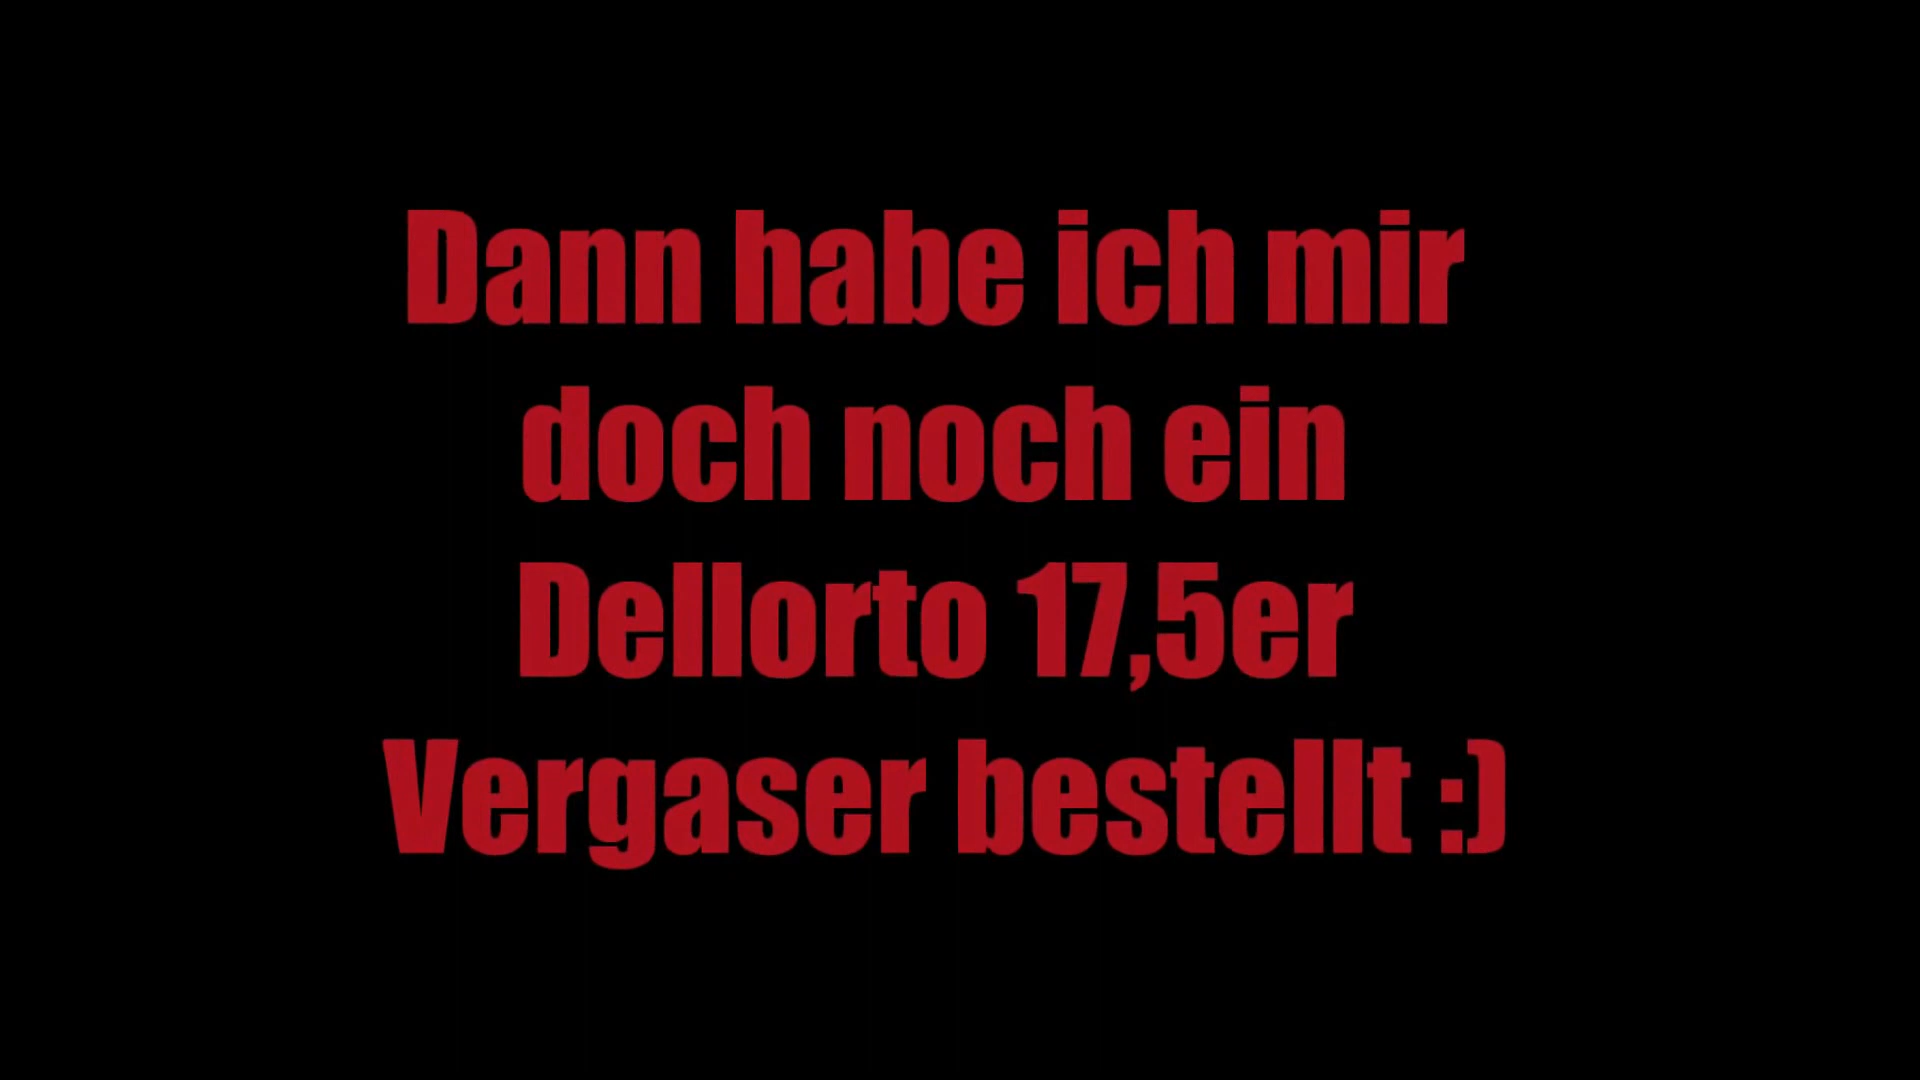 Dann habe ich mir
doch noch ein
Dellorto 17,5er
Vergaser bestellt :)